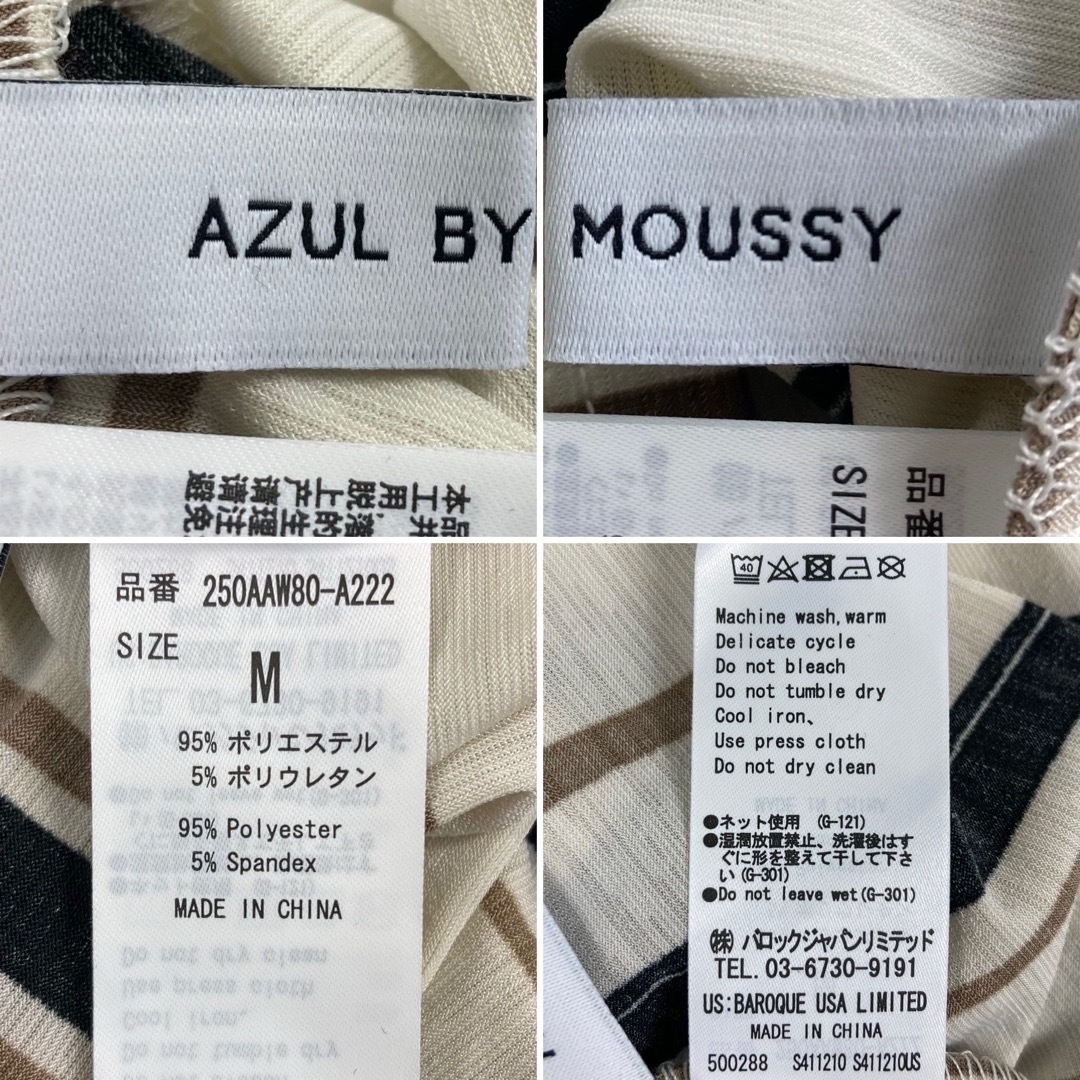 AZUL BY
MOUSSY
品番
SIZE
品番 250AAW80-A222
SIZE
M
95% ポリエステル
5% ポリウレタン
95% Polyester
5% Spandex
MADE IN CHINA
40
Machine wash,warm
Delicate cycle
Do not bleach
Do not tumble dry
Cool iron、
Use press cloth
Do not dry clean
●ネット使用 (G-121)
●湿潤放置禁止、洗濯後はす
ぐに形を整えて干して下さ
い(G-301)
●Do not leave wet(G-301)
㈱ バロックジャパンリミテッド
TEL. 03-6730-9191
US:BAROQUE USA LIMITED
MADE IN CHINA
500288 S411210 S411210US